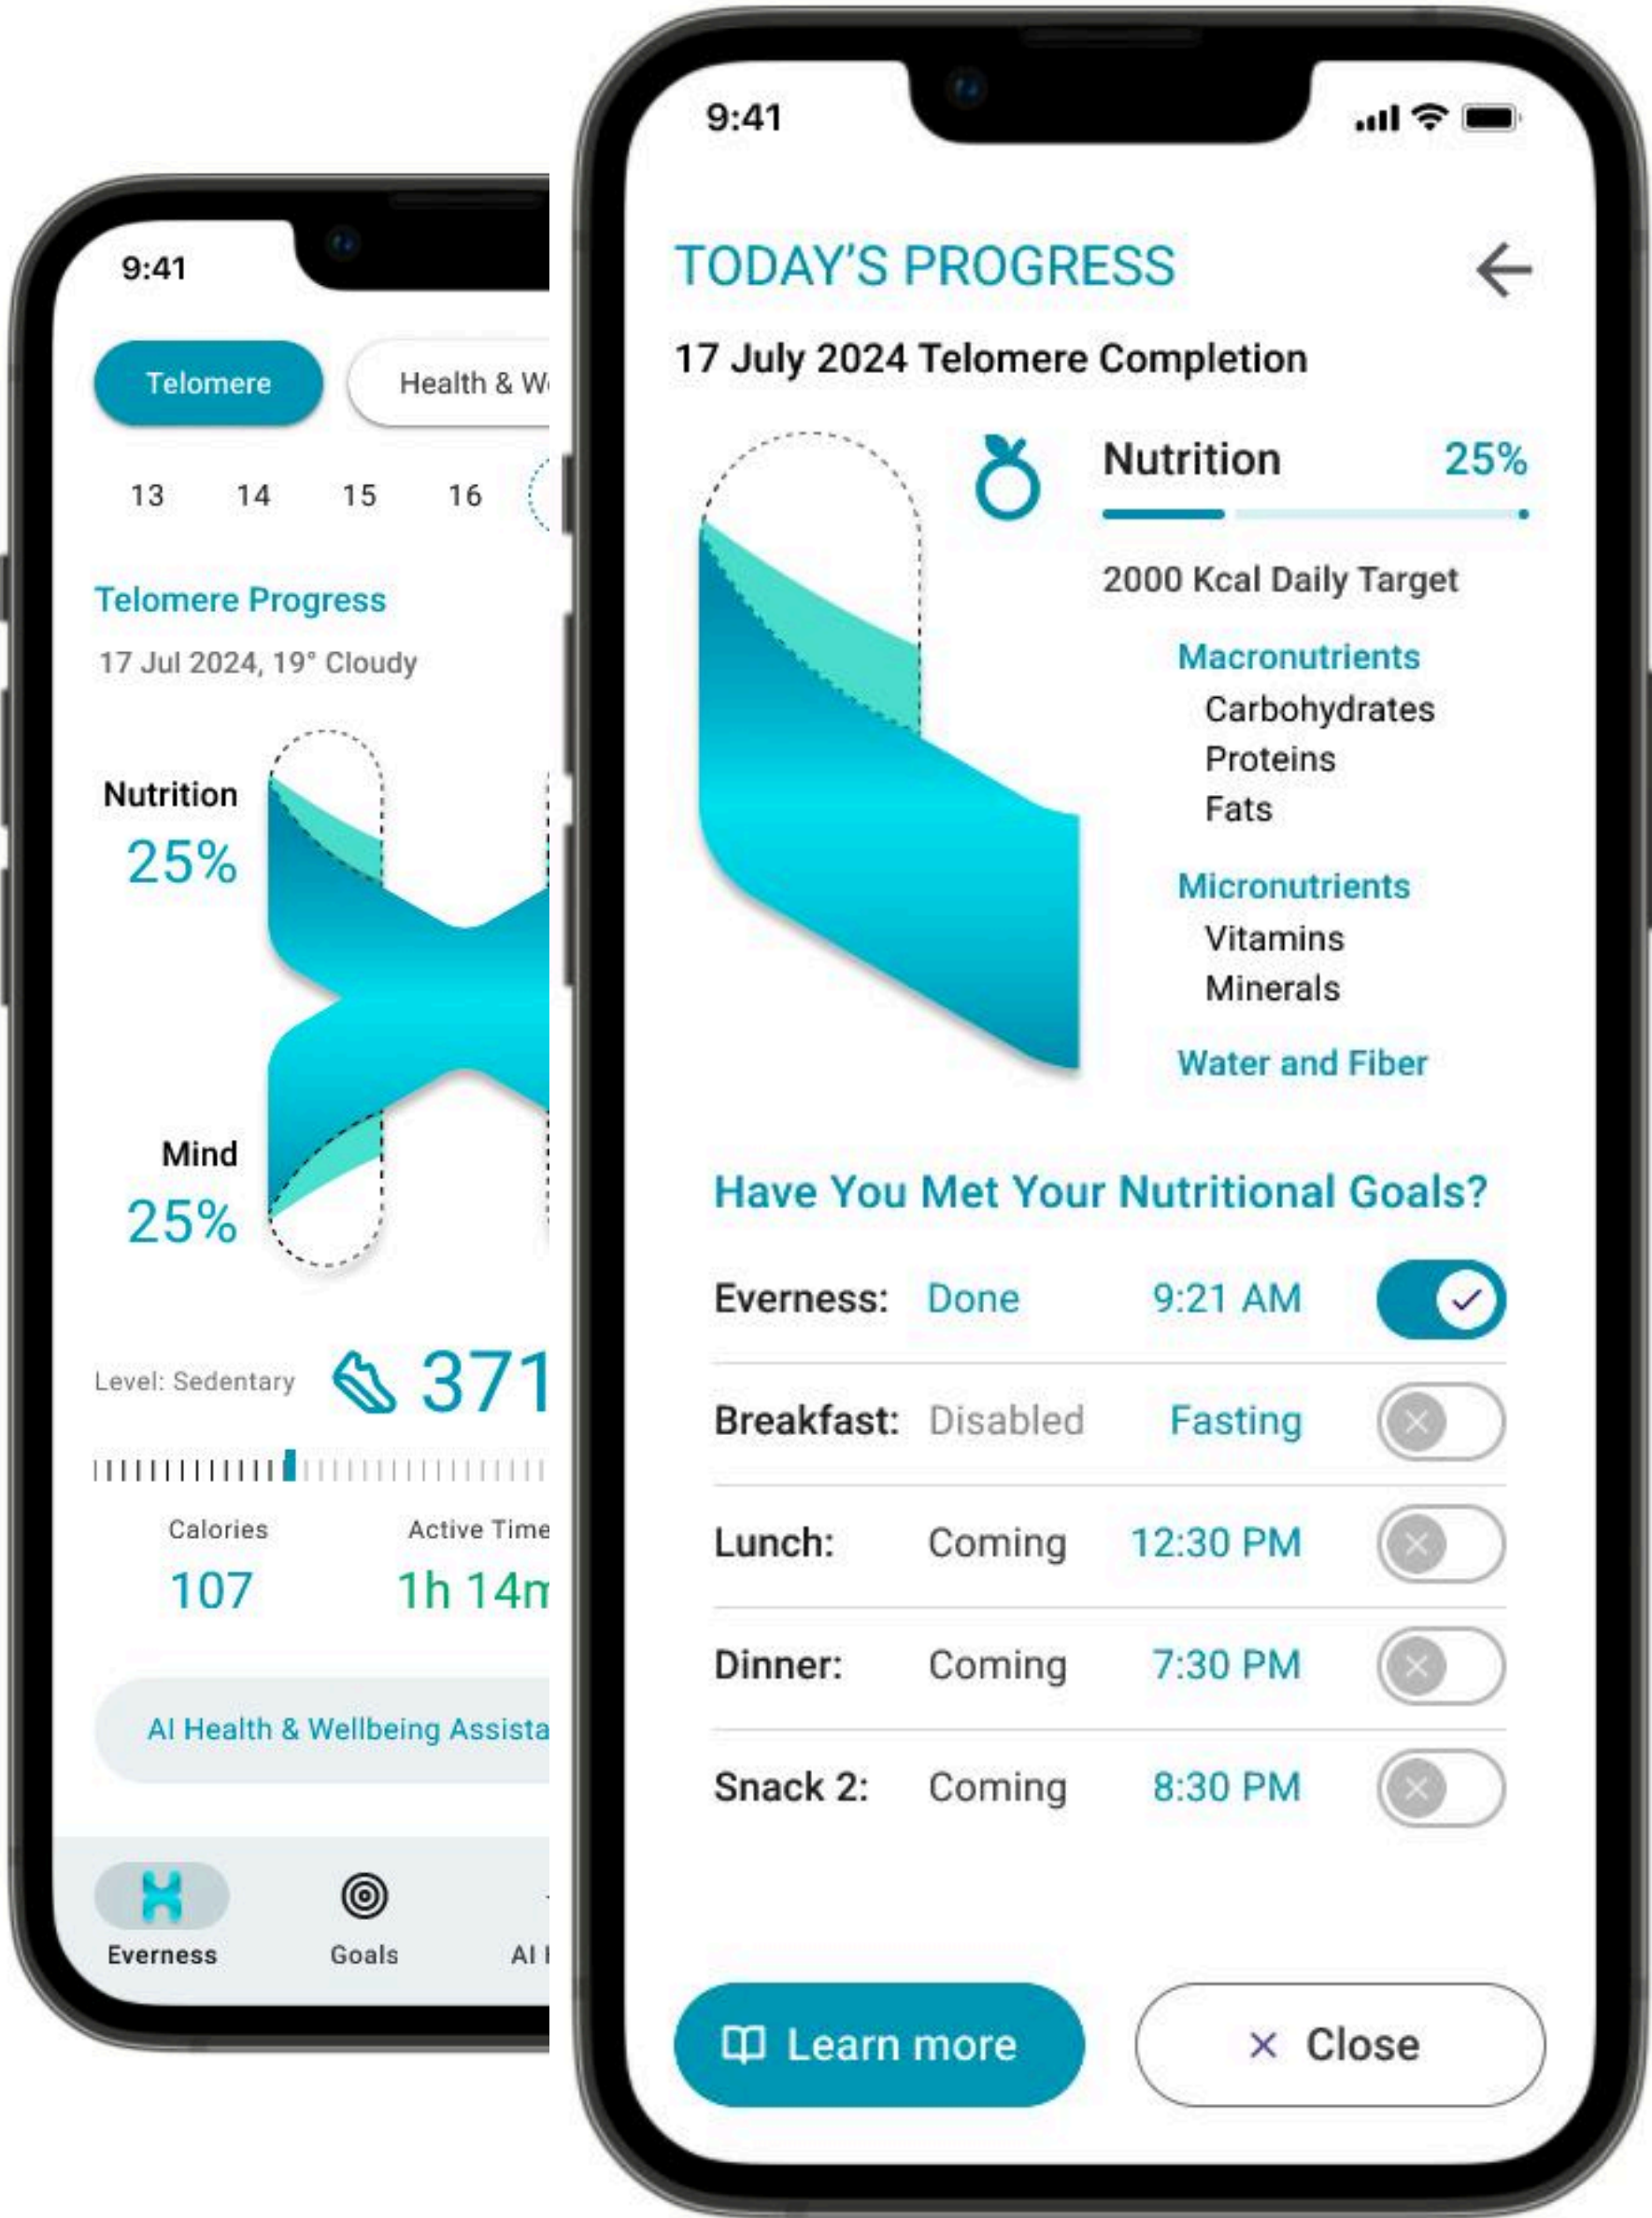 9:41
Telomere
Health & W
13 14 15 16
Telomere Progress
17 Jul 2024, 19° Cloudy
Nutrition
25%
Mind
25%
Level: Sedentary 371
Calories Active Time
107 1h 14m
AI Health & Wellbeing Assista
Everness Goals AI
9:41
TODAY'S PROGRESS
17 July 2024 Telomere Completion
Nutrition 25%
2000 Kcal Daily Target
Macronutrients
Carbohydrates
Proteins
Fats
Micronutrients
Vitamins
Minerals
Water and Fiber
Have You Met Your Nutritional Goals?
Everness: Done 9:21 AM
Breakfast: Disabled Fasting
Lunch: Coming 12:30 PM
Dinner: Coming 7:30 PM
Snack 2: Coming 8:30 PM
Learn more
Close